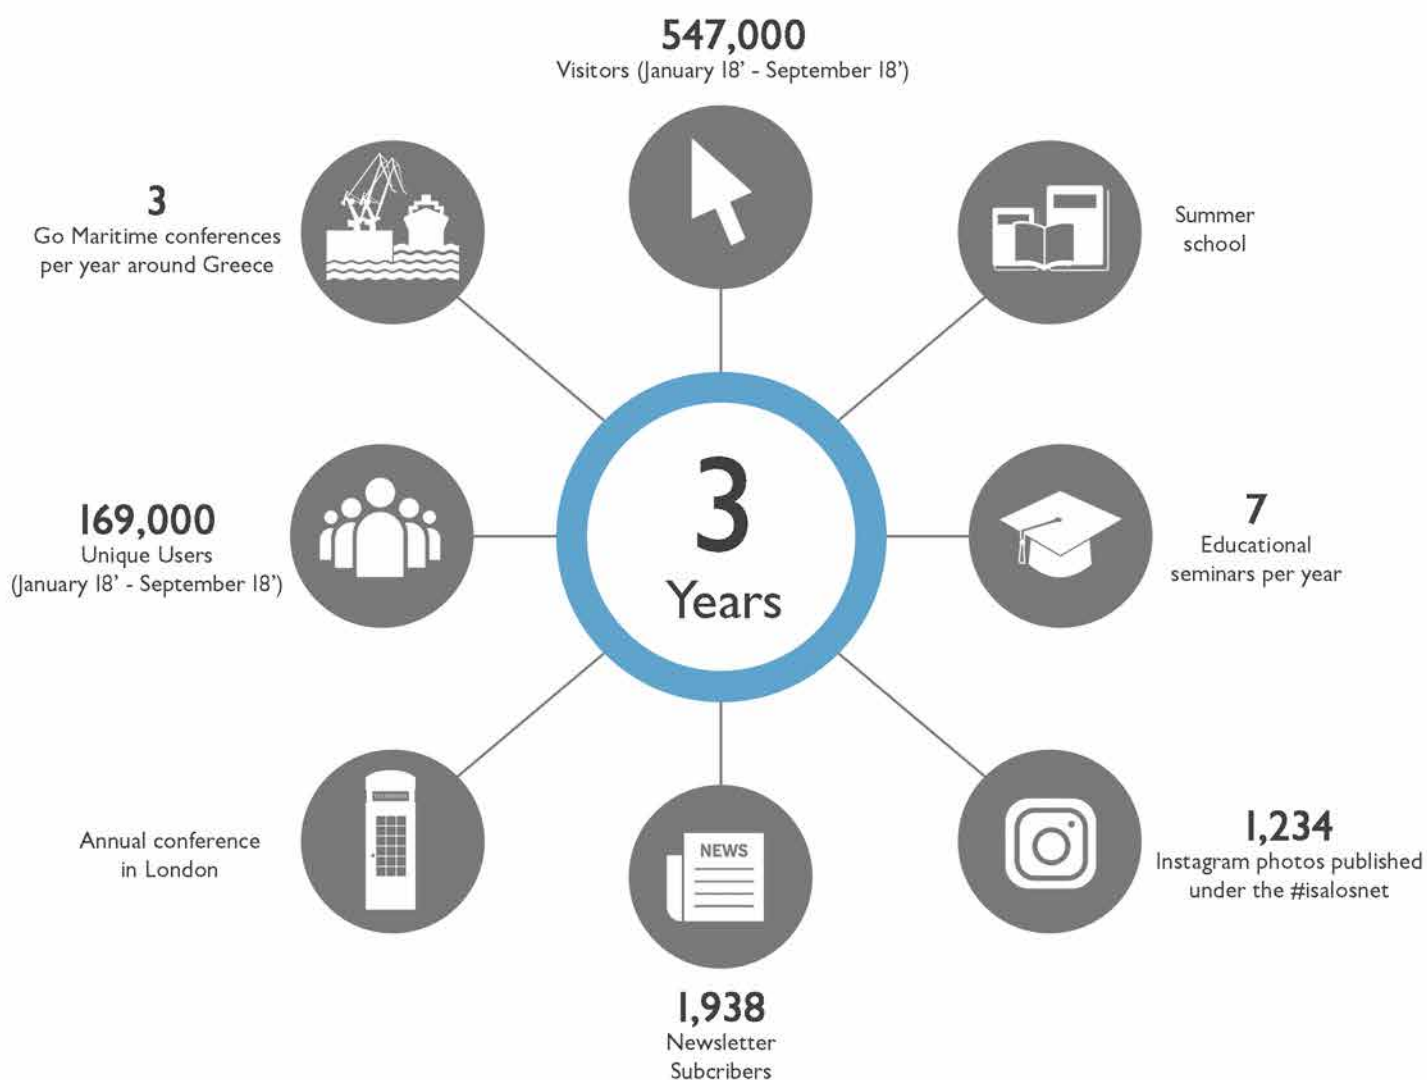 547,000
Visitors (January 18' - September 18')
3
Go Maritime conferences
per year around Greece
Summer
school
3
Years
169,000
Unique Users
(January 18' - September 18')
7
Educational
seminars per year
Annual conference
in London
NEWS
1,234
Instagram photos published
under the #isalosnet
1,938
Newsletter
Subcribers